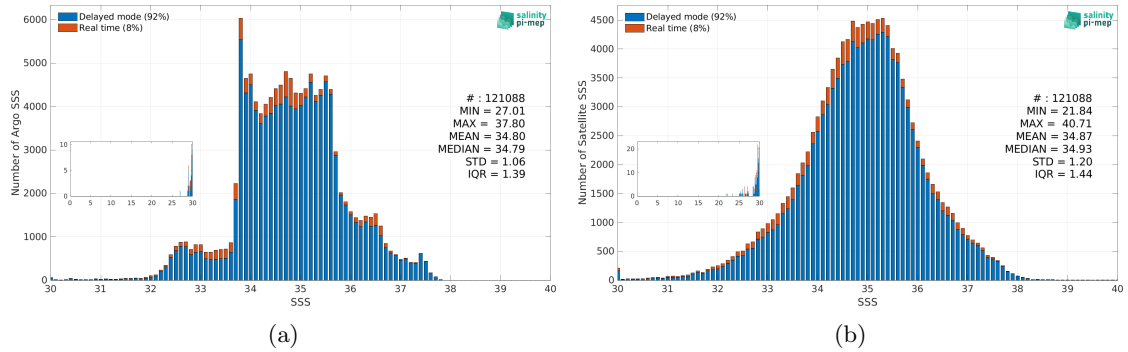 Delayed mode (92%)
Real time (8%)
salinity
pi-mep
Number of Argo SSS
6000
5000
4000
3000
2000
1000
0
# : 121088
MIN = 27.01
MAX = 37.80
MEAN = 34.80
MEDIAN = 34.79
STD = 1.06
IQR = 1.39
10
5
0
0 5 10 15 20 25 30
30 31 32 33 34 35 36 37 38 39 40
SSS
(a)
Delayed mode (92%)
Real time (8%)
salinity
pi-mep
Number of Satellite SSS
4500
4000
3500
3000
2500
2000
1500
1000
500
0
# : 121088
MIN = 21.84
MAX = 40.71
MEAN = 34.87
MEDIAN = 34.93
STD = 1.20
IQR = 1.44
20
10
0
0 5 10 15 20 25 30
30 31 32 33 34 35 36 37 38 39 40
SSS
(b)